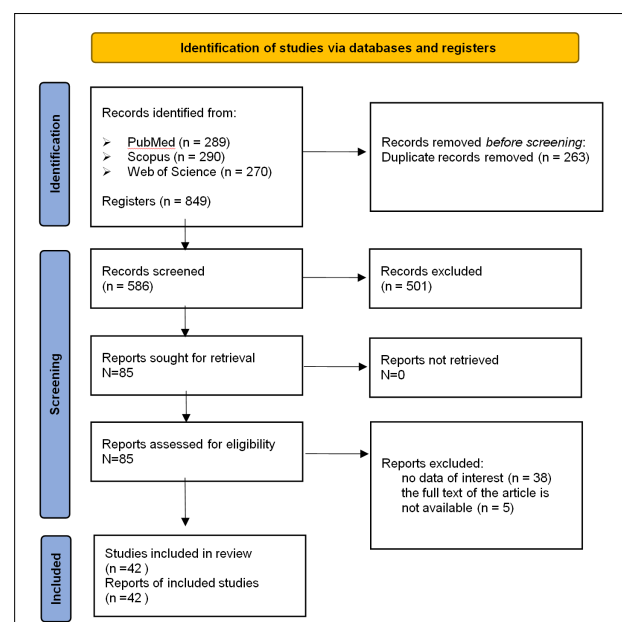 Identification of studies via databases and registers
Identification
Records identified from:
➢ PubMed (n = 289)
➢ Scopus (n = 290)
➢ Web of Science (n = 270)
Registers (n = 849)
Records removed before screening:
Duplicate records removed (n = 263)
Screening
Records screened
(n = 586)
Records excluded
(n = 501)
Reports sought for retrieval
N=85
Reports not retrieved
N=0
Reports assessed for eligibility
N=85
Reports excluded:
no data of interest (n = 38)
the full text of the article is
not available (n = 5)
Included
Studies included in review
(n =42 )
Reports of included studies
(n =42 )